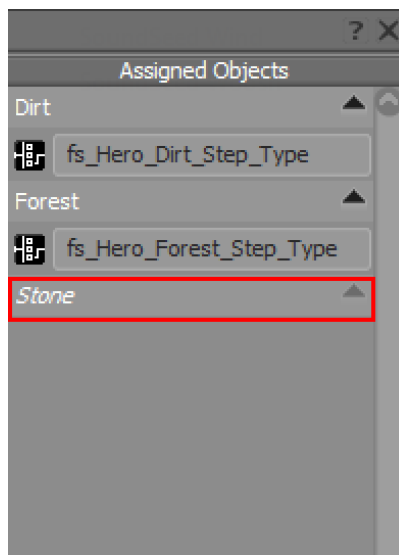 ?
Assigned Objects
Dirt
fs_Hero_Dirt_Step_Type
Forest
fs_Hero_Forest_Step_Type
Stone